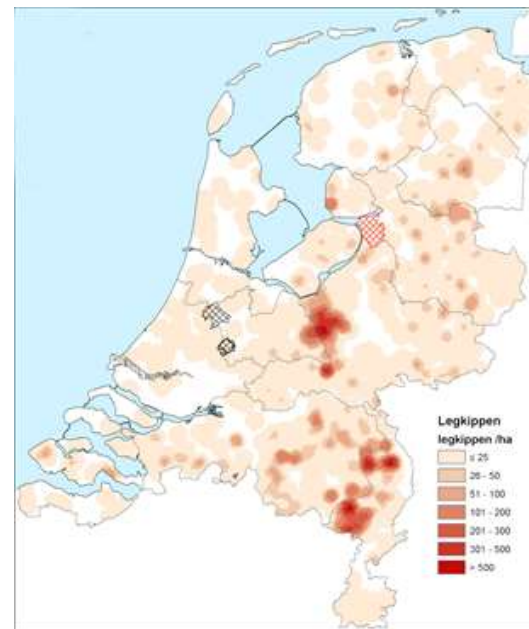 Legkippen
legkippen /ha
≤ 25
26 - 50
51 - 100
101 - 200
201 - 300
301 - 500
> 500